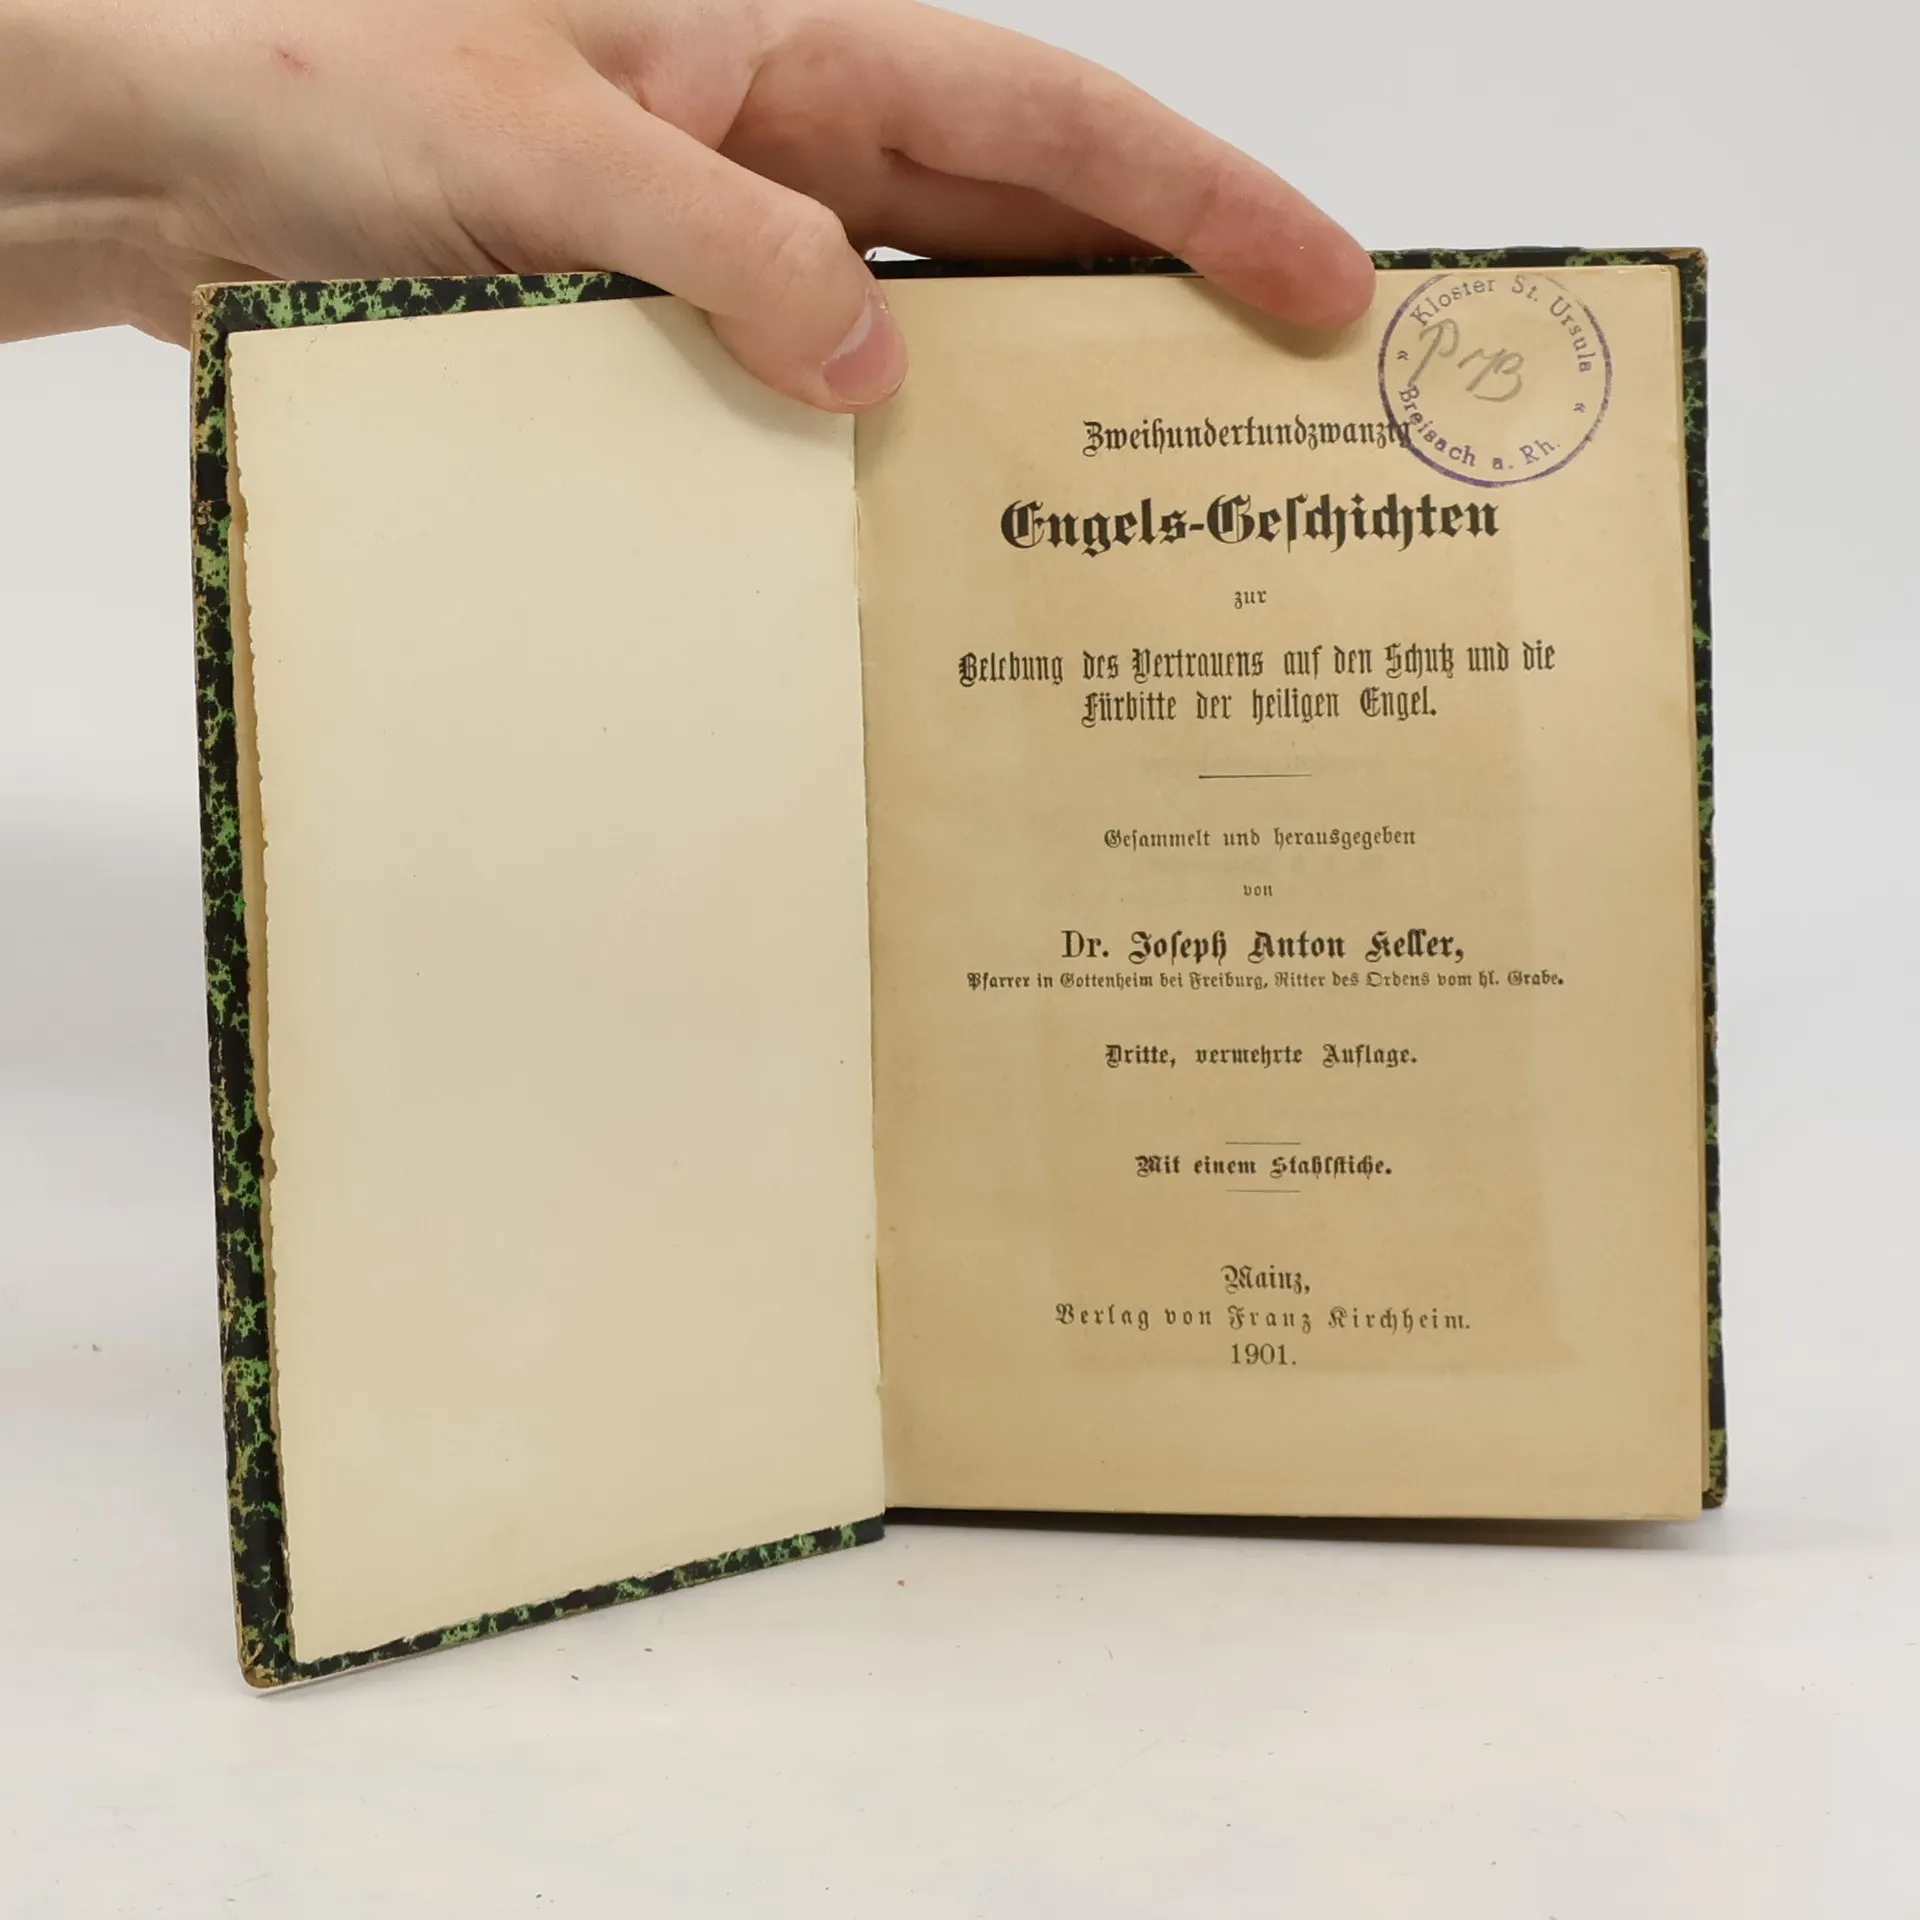 Kloster St. Ursula
« Breisach a. Rh. «
Zweihundertundzwanzig
Engels-Geschichten
zur
Belebung des Vertrauens auf den Schutz und die
Fürbitte der heiligen Engel.
Gesammelt und herausgegeben
von
Dr. Joseph Anton Keller,
Pfarrer in Gottenheim bei Freiburg, Ritter des Ordens vom hl. Grabe.
Dritte, vermehrte Auflage.
Mit einem Stahlstiche.
Mainz,
Verlag von Franz Kirchheim.
1901.